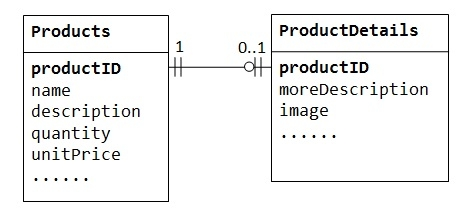 Products
productID
name
description
quantity
unitPrice
......
1
0..1
ProductDetails
productID
moreDescription
image
......